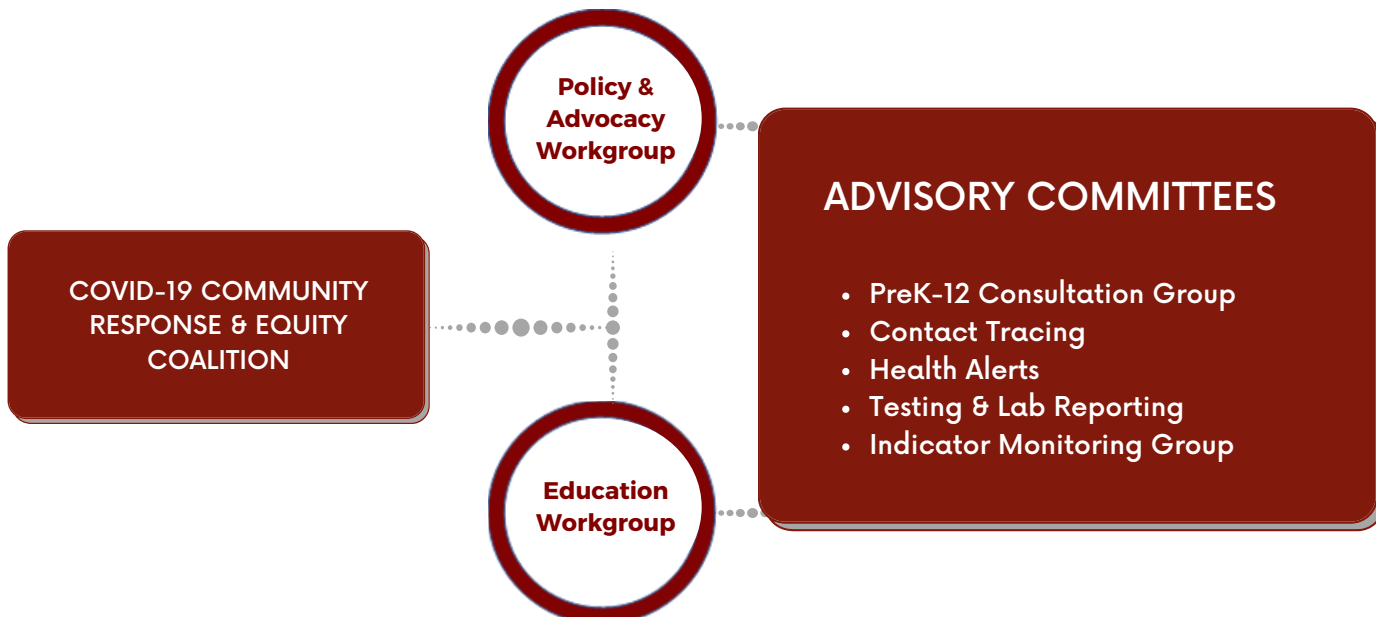 COVID-19 COMMUNITY
RESPONSE & EQUITY
COALITION
Policy &
Advocacy
Workgroup
Education
Workgroup
ADVISORY COMMITTEES
• PreK-12 Consultation Group
• Contact Tracing
• Health Alerts
• Testing & Lab Reporting
• Indicator Monitoring Group